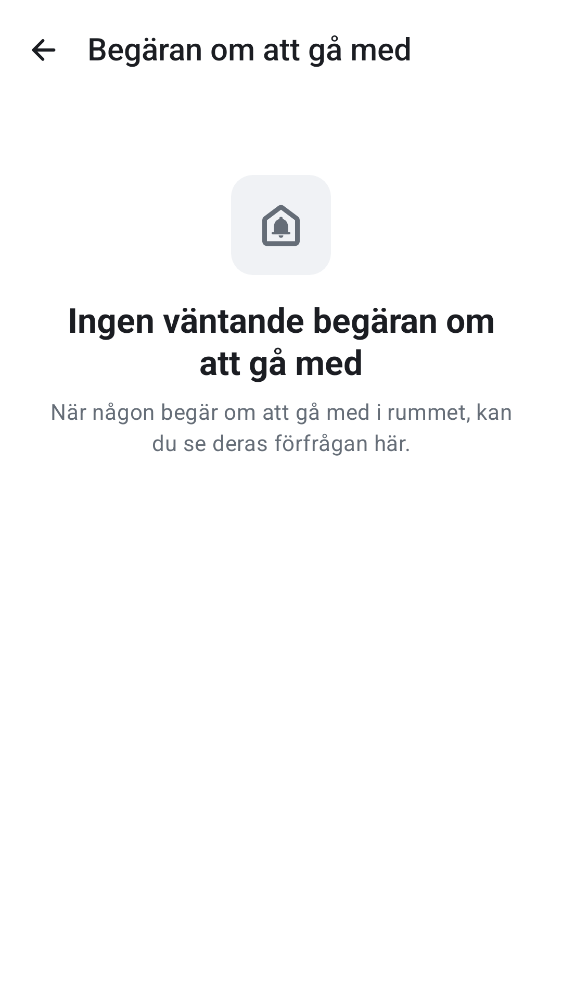 Begäran om att gå med
Ingen väntande begäran om
att gå med
När någon begär om att gå med i rummet, kan
du se deras förfrågan här.